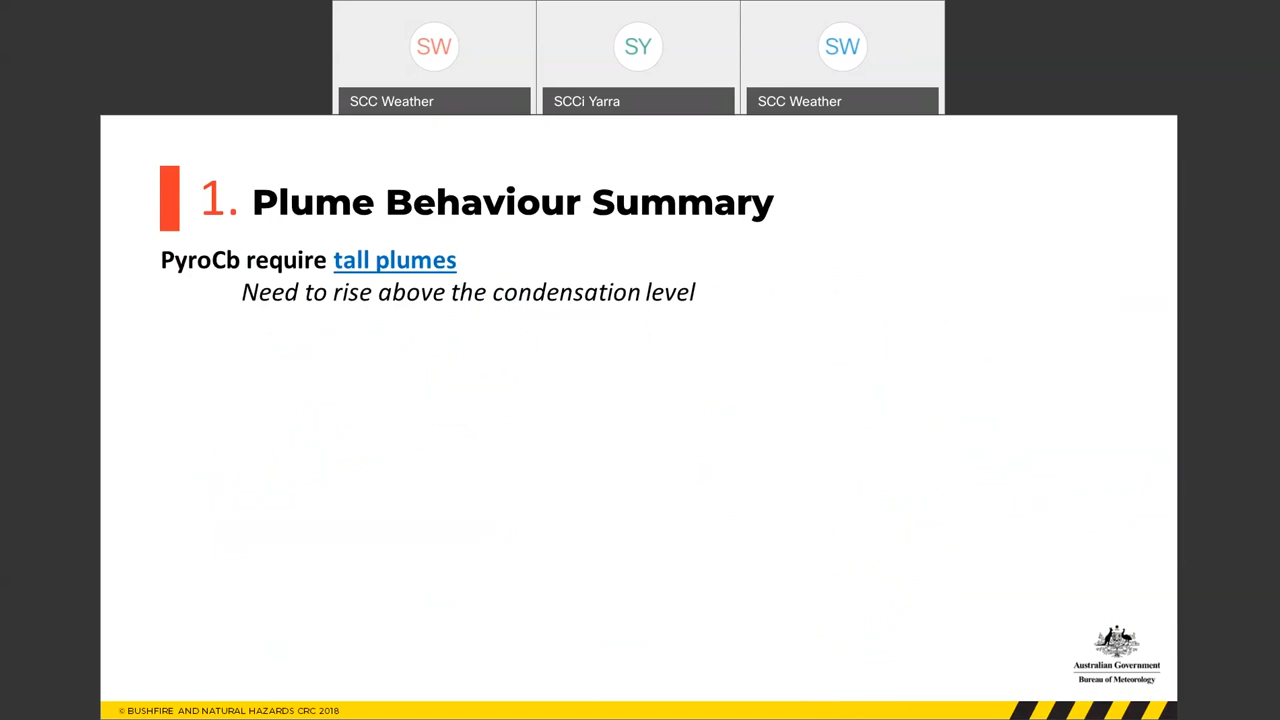 SW
SY
SW
SCC Weather
SCCi Yarra
SCC Weather
1. Plume Behaviour Summary
PyroCb require tall plumes
Need to rise above the condensation level
Australian Government
Bureau of Meteorology
© BUSHFIRE AND NATURAL HAZARDS CRC 2018